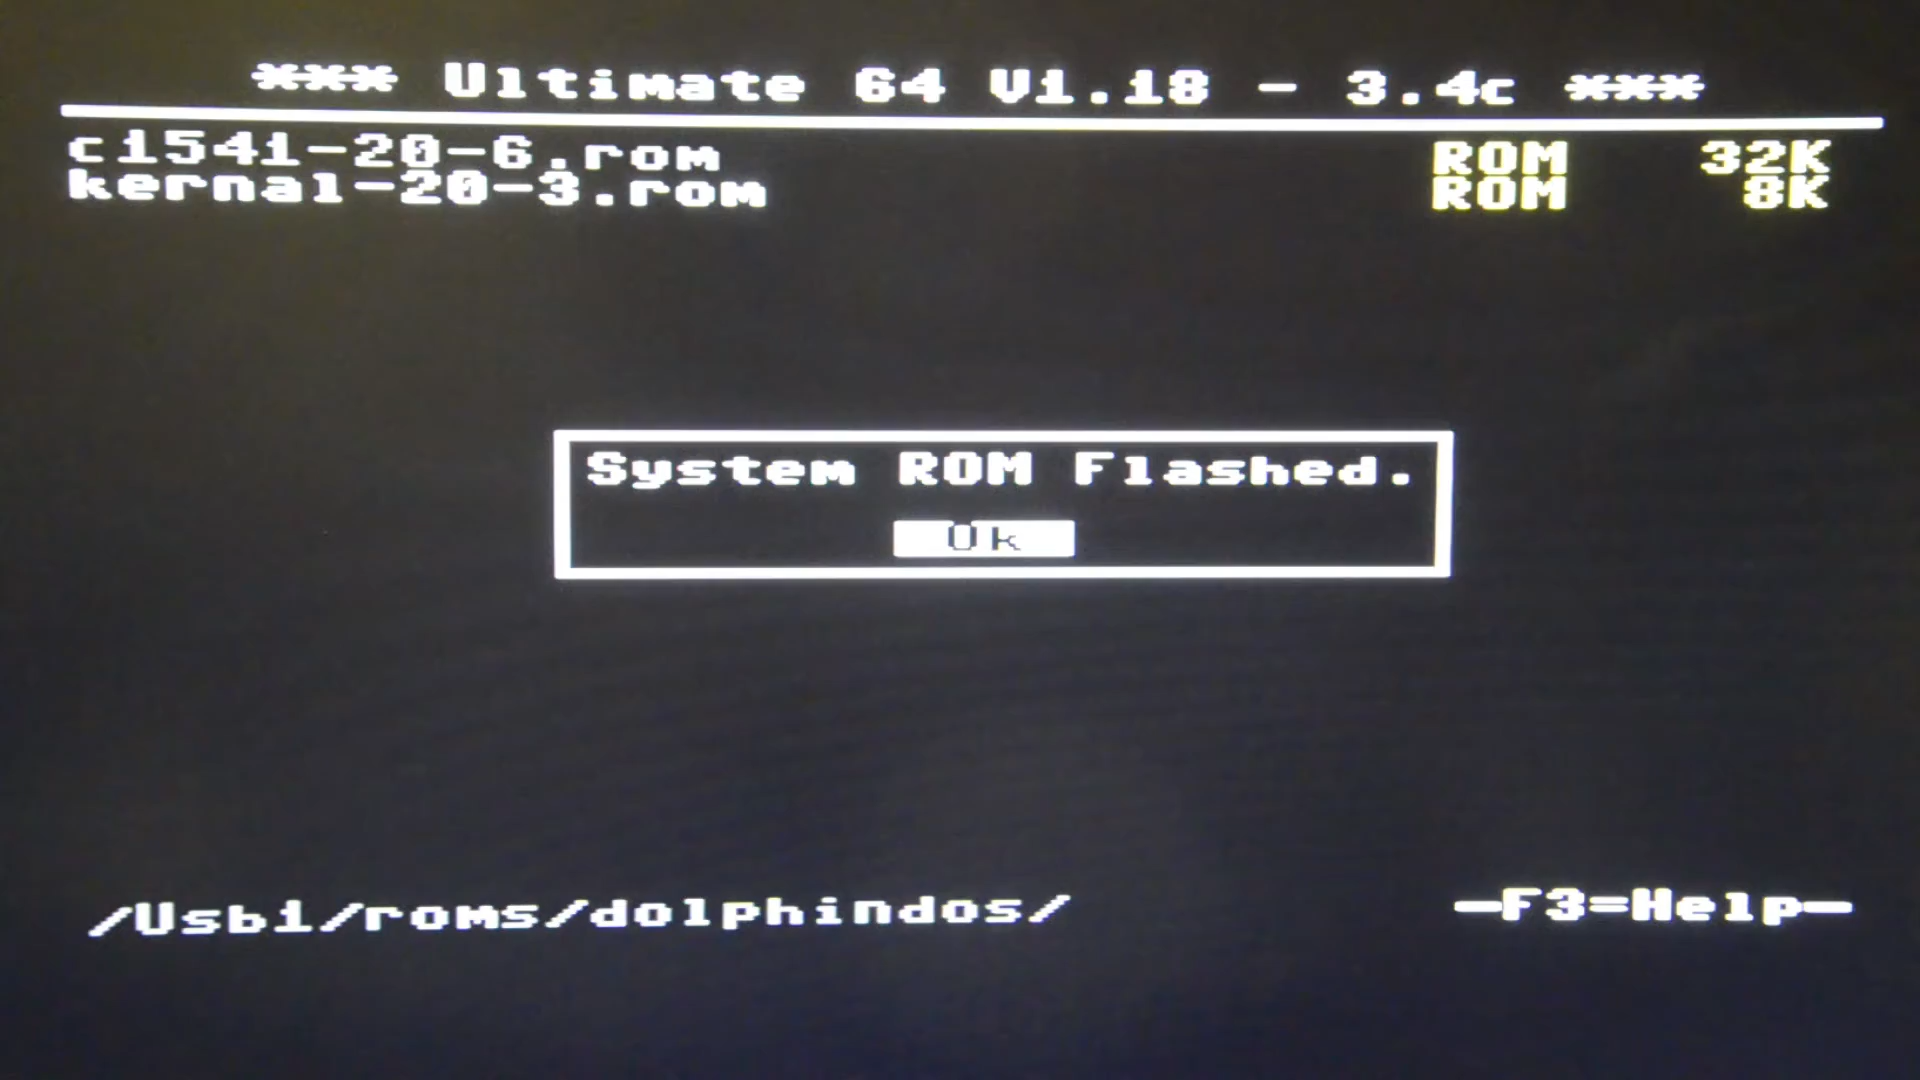 *** Ultimate 64 V1.18 - 3.4c ***
c1541-20-6.rom ROM 32K
kernal-20-3.rom ROM 8K
System ROM Flashed.
Ok
/Usb1/roms/dolphindos/ -F3=Help-